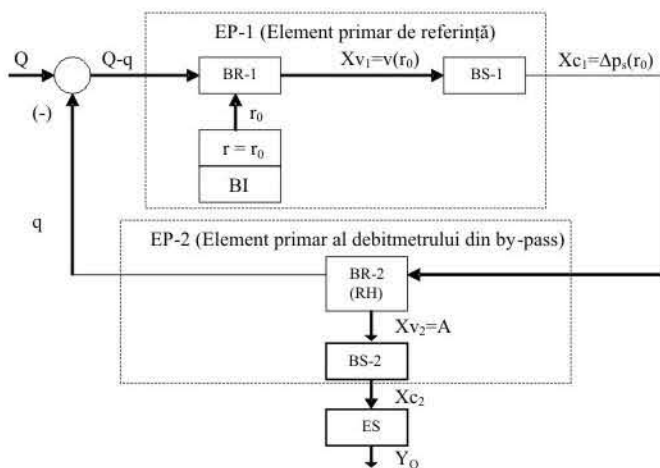 EP-1 (Element primar de referință)
Q
Q-q
BR-1
Xv₁=v(r₀)
BS-1
Xc₁=Δpₛ(r₀)
(-)
r₀
r = r₀
BI
q
EP-2 (Element primar al debitmetrului din by-pass)
BR-2
(RH)
Xv₂=A
BS-2
Xc₂
ES
Y_Q